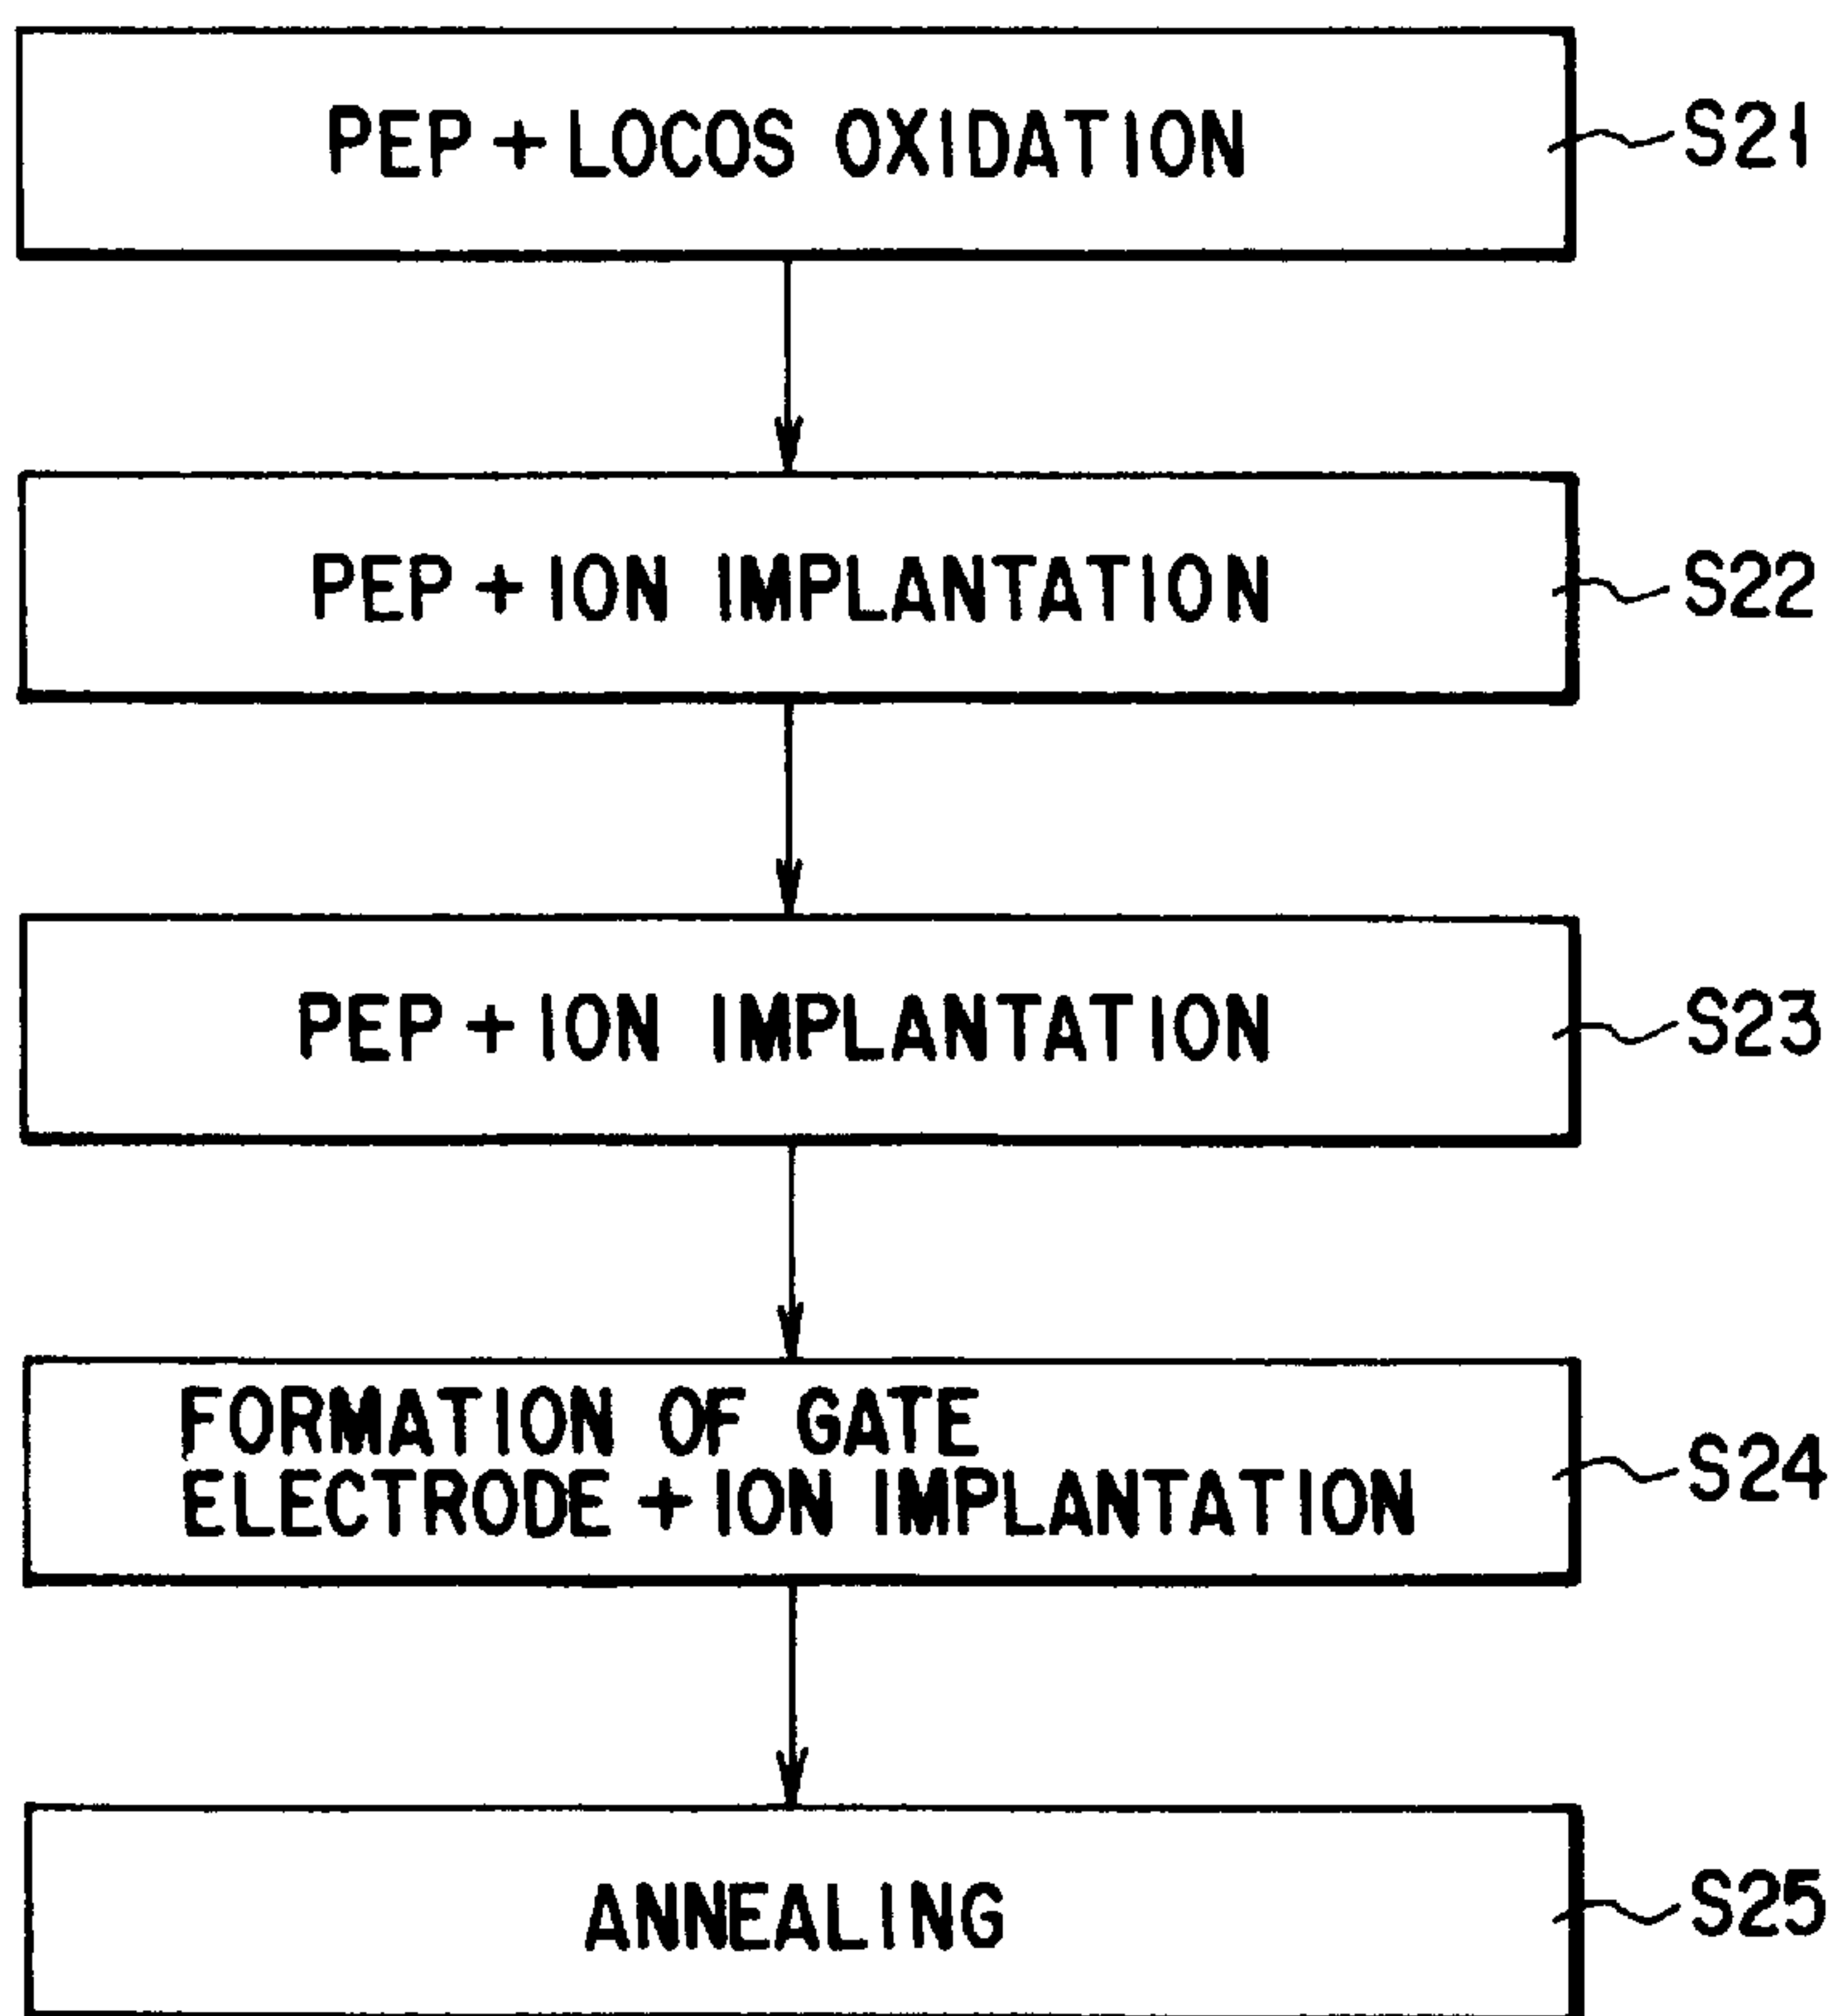 PEP + LOCOS OXIDATION
S21
PEP + ION IMPLANTATION
S22
PEP + ION IMPLANTATION
S23
FORMATION OF GATE
ELECTRODE + ION IMPLANTATION
S24
ANNEALING
S25